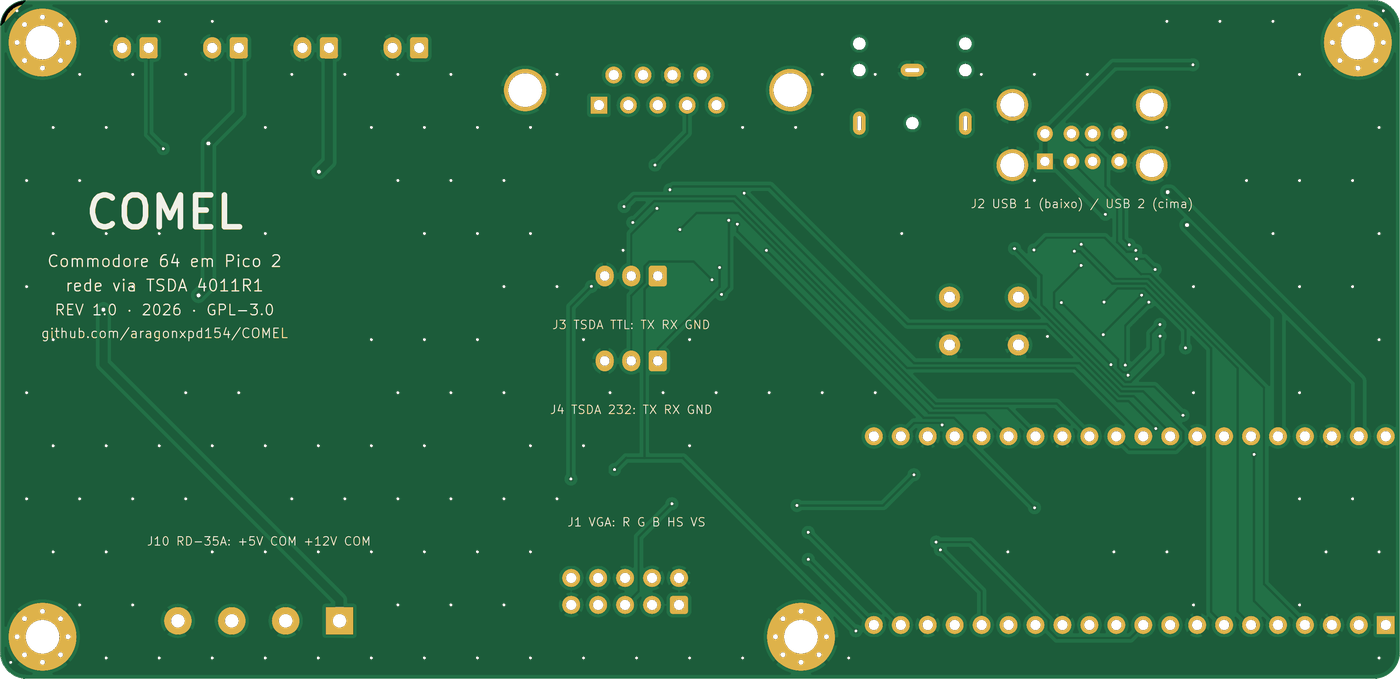 COMEL
J2 USB 1 (baixo) / USB 2 (cima)
Commodore 64 em Pico 2
rede via TSDA 4011R1
REV 1.0 · 2026 · GPL-3.0
github.com/aragonxpd154/COMEL
J3 TSDA TTL: TX RX GND
J4 TSDA 232: TX RX GND
J1 VGA: R G B HS VS
J10 RD-35A: +5V COM +12V COM